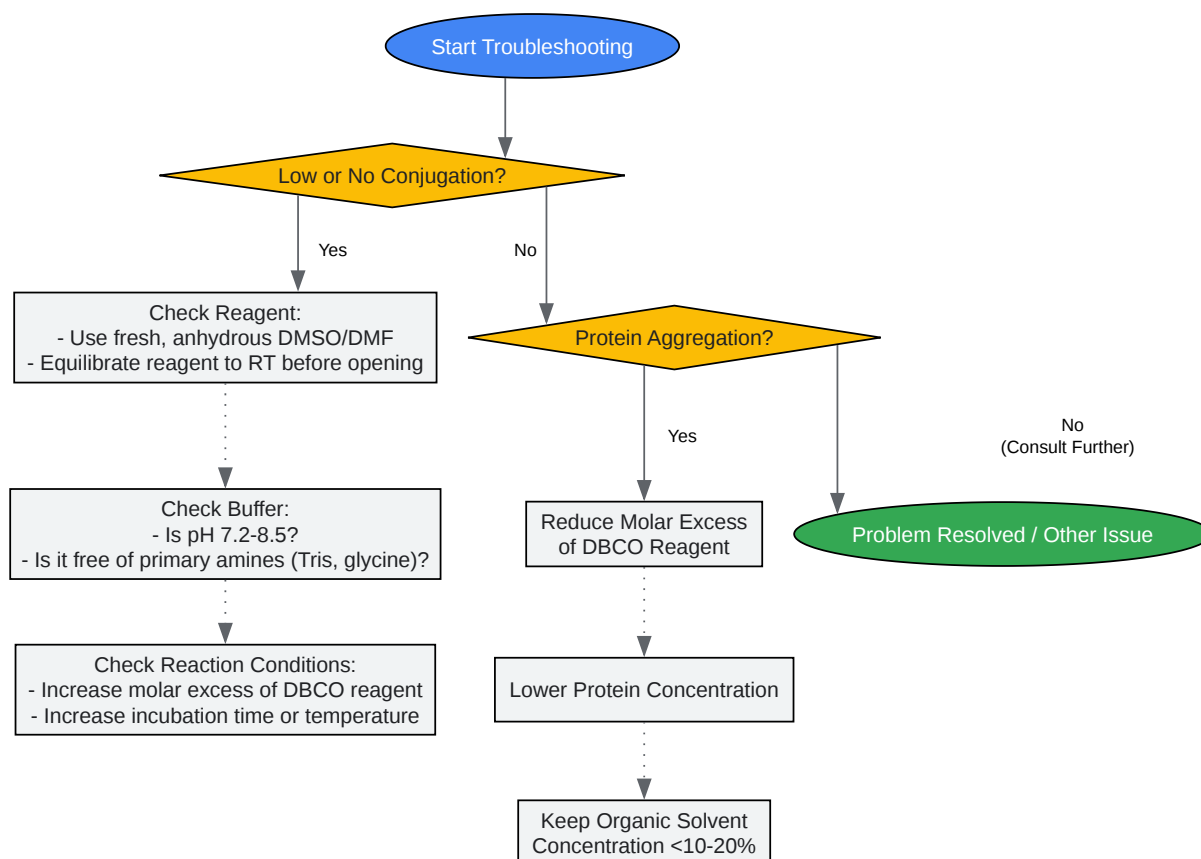 Start Troubleshooting
Low or No Conjugation?
Yes
No
Check Reagent:
- Use fresh, anhydrous DMSO/DMF
- Equilibrate reagent to RT before opening
Protein Aggregation?
Yes
No
(Consult Further)
Check Buffer:
- Is pH 7.2-8.5?
- Is it free of primary amines (Tris, glycine)?
Reduce Molar Excess
of DBCO Reagent
Problem Resolved / Other Issue
Check Reaction Conditions:
- Increase molar excess of DBCO reagent
- Increase incubation time or temperature
Lower Protein Concentration
Keep Organic Solvent
Concentration <10-20%